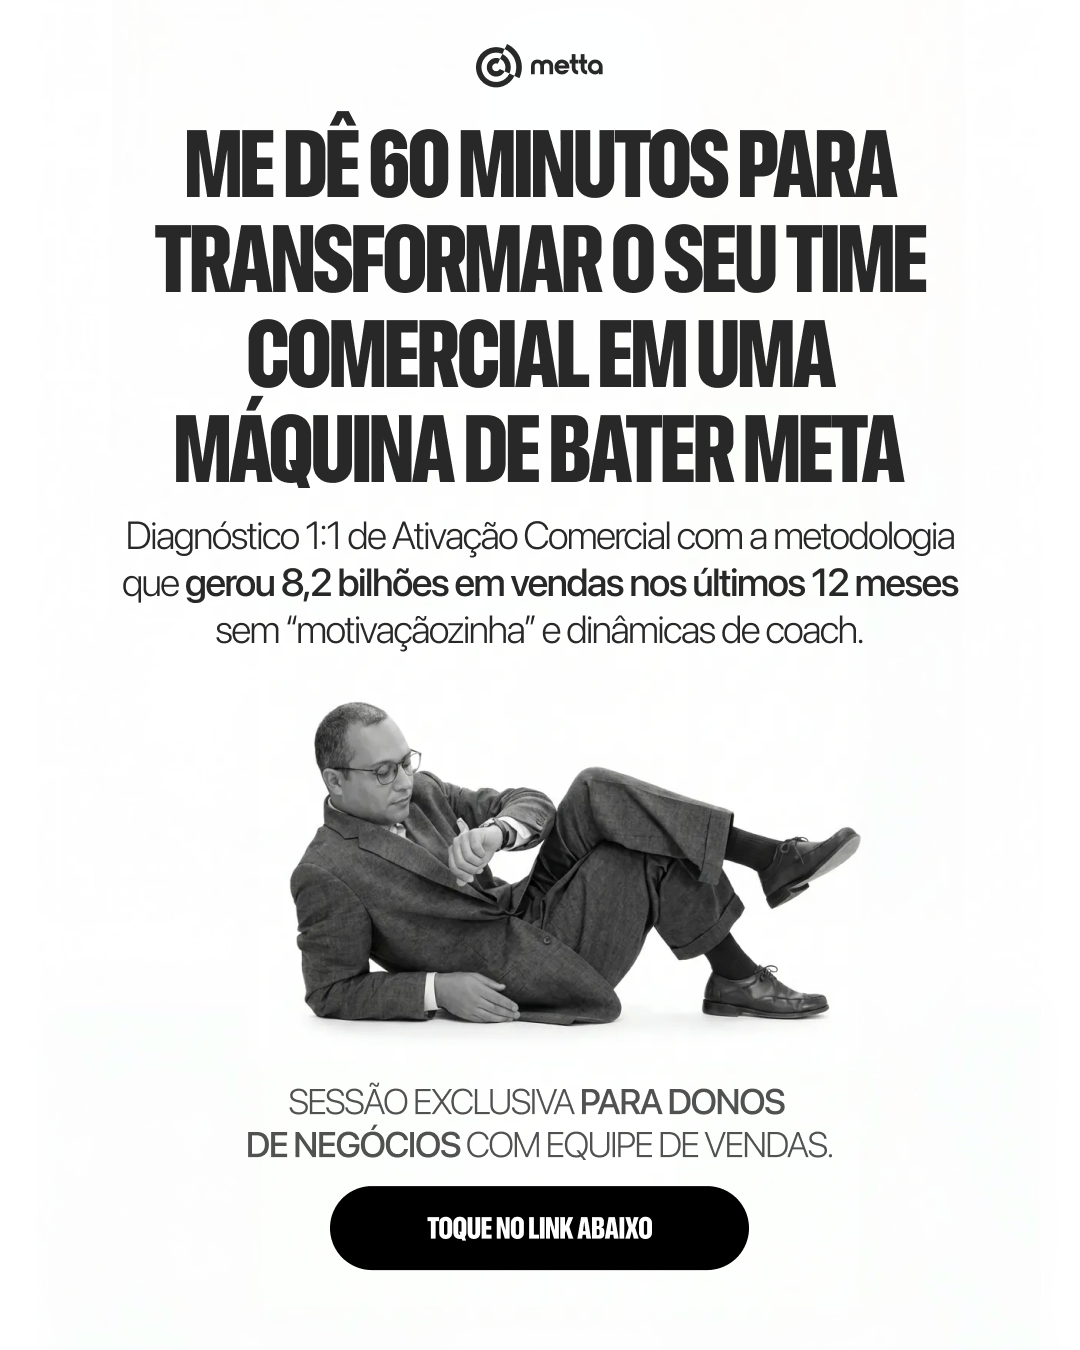 metta
ME DÊ 60 MINUTOS PARA
TRANSFORMAR O SEU TIME
COMERCIAL EM UMA
MÁQUINA DE BATER META
Diagnóstico 1:1 de Ativação Comercial com a metodologia
que gerou 8,2 bilhões em vendas nos últimos 12 meses
sem “motivaçãozinha” e dinâmicas de coach.
SESSÃO EXCLUSIVA PARA DONOS
DE NEGÓCIOS COM EQUIPE DE VENDAS.
TOQUE NO LINK ABAIXO